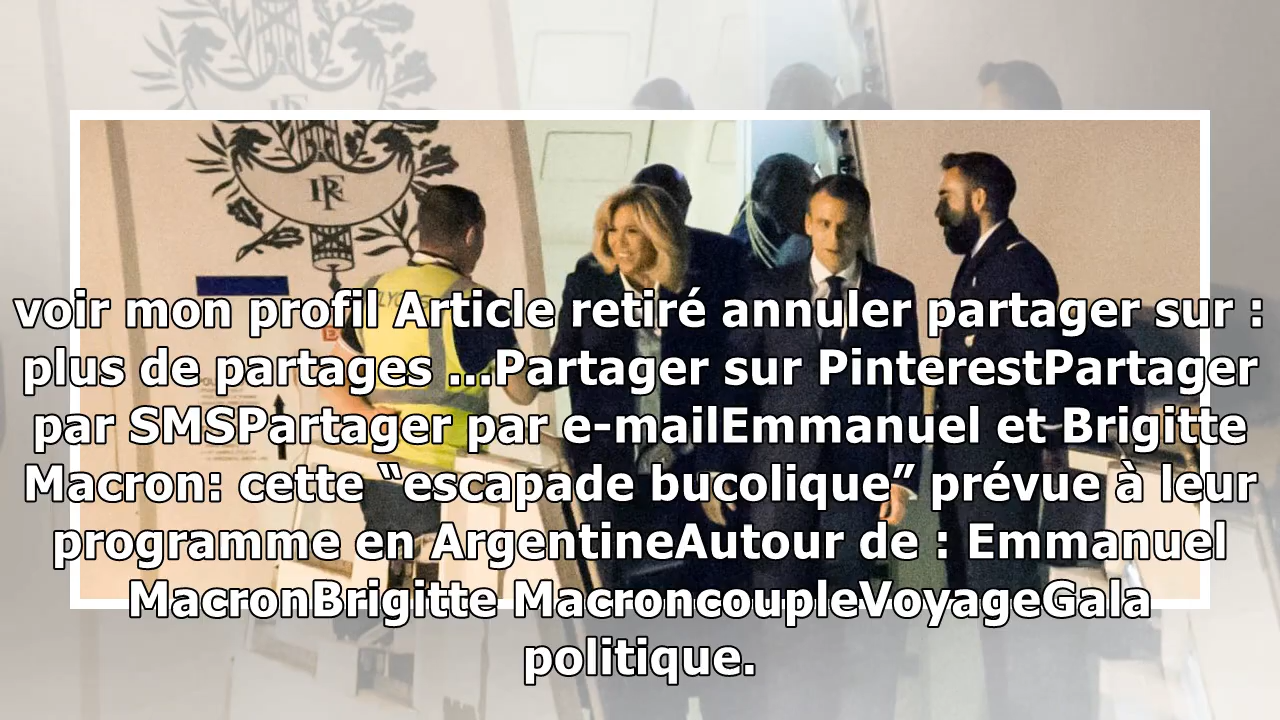 RF
voir mon profil Article retiré annuler partager sur :
plus de partages ...Partager sur PinterestPartager
par SMSPartager par e-mailEmmanuel et Brigitte
Macron: cette “escapade bucolique” prévue à leur
programme en ArgentineAutour de : Emmanuel
MacronBrigitte MacroncoupleVoyageGala
politique.